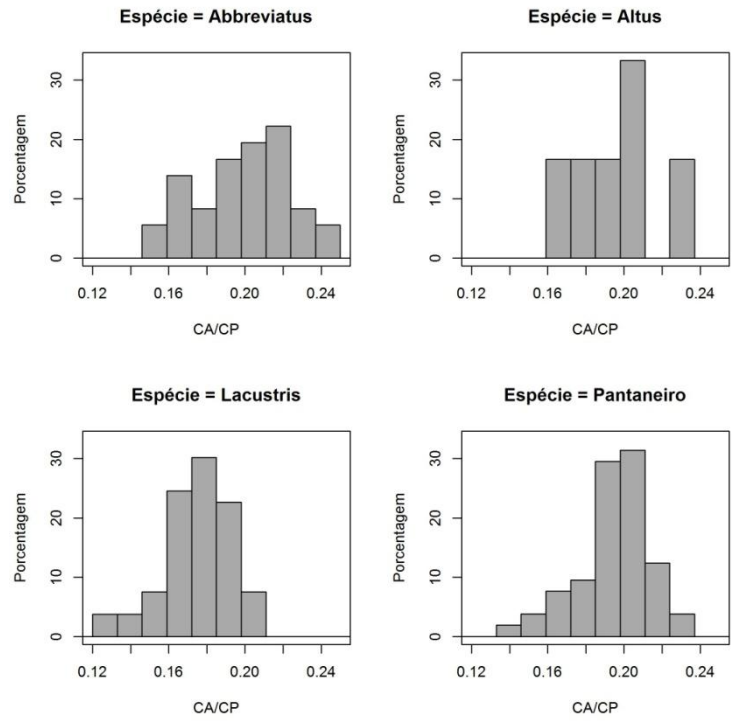 Espécie = Abbreviatus
Porcentagem
0 10 20 30
0.12 0.16 0.20 0.24
CA/CP
Espécie = Altus
Porcentagem
0 10 20 30
0.12 0.16 0.20 0.24
CA/CP
Espécie = Lacustris
Porcentagem
0 10 20 30
0.12 0.16 0.20 0.24
CA/CP
Espécie = Pantaneiro
Porcentagem
0 10 20 30
0.12 0.16 0.20 0.24
CA/CP